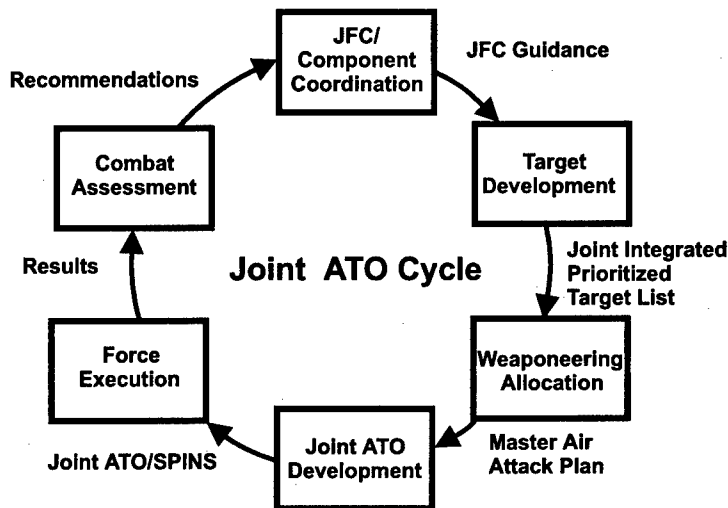 JFC/
Component
Coordination
JFC Guidance
Recommendations
Combat
Assessment
Target
Development
Joint ATO Cycle
Joint Integrated
Prioritized
Target List
Results
Force
Execution
Weaponeering
Allocation
Joint ATO
Development
Master Air
Attack Plan
Joint ATO/SPINS